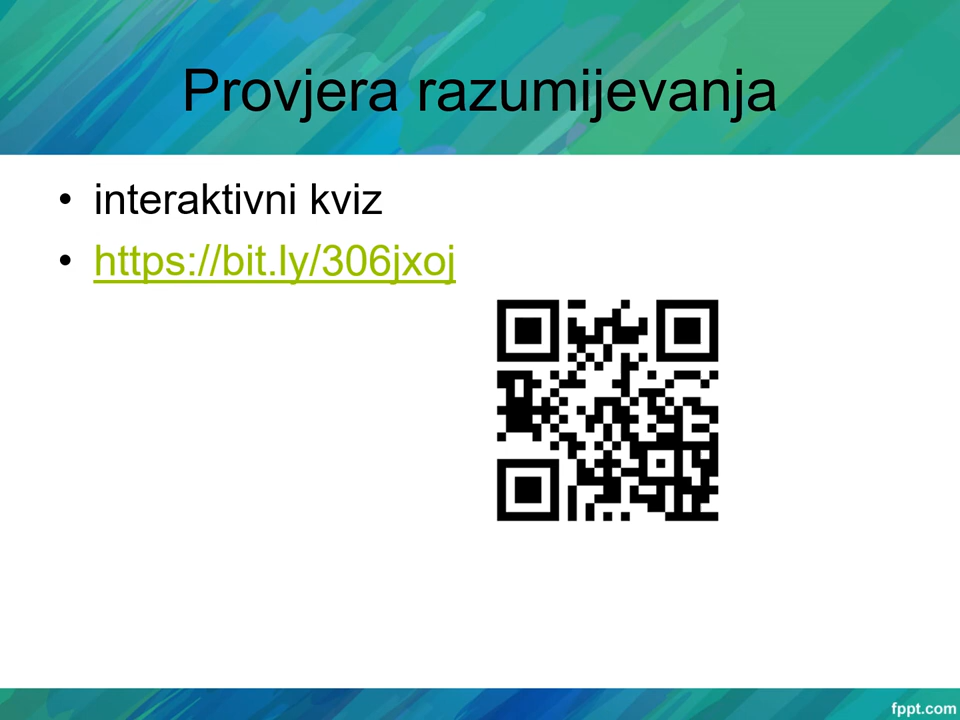 Provjera razumijevanja
• interaktivni kviz
• https://bit.ly/306jxoj
fppt.com